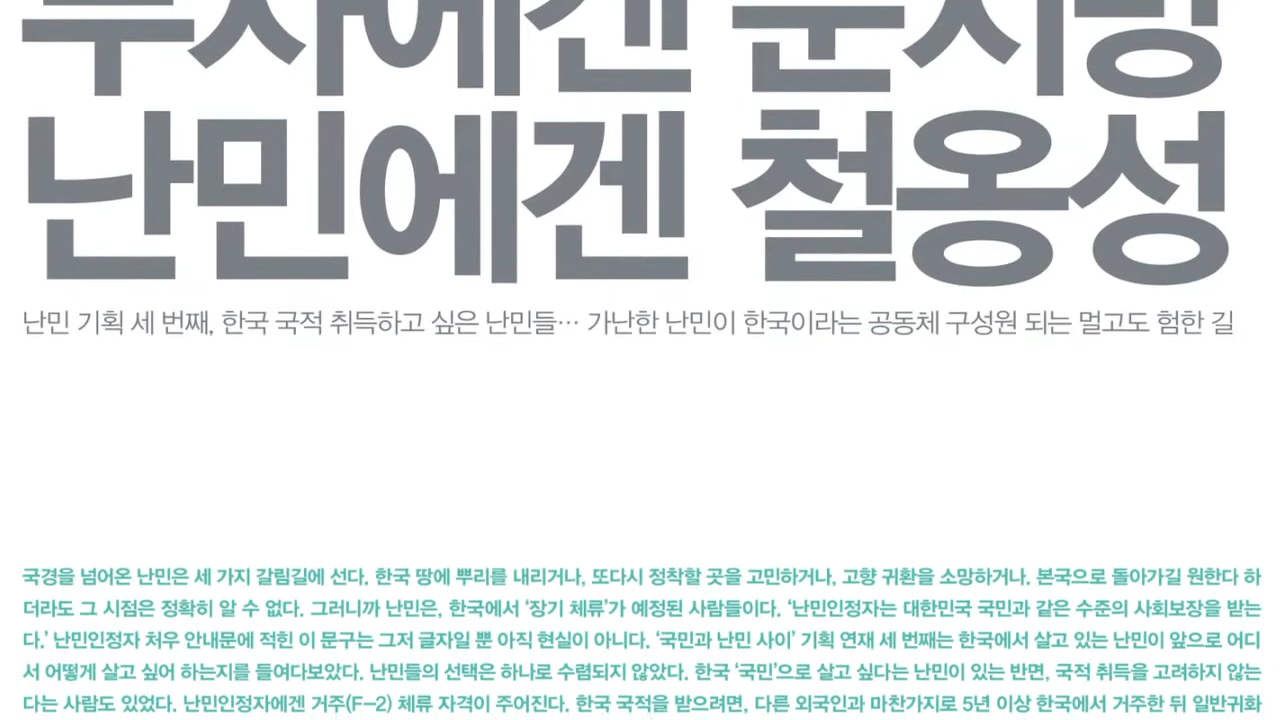 부자에겐 문지방
난민에겐 철옹성
난민 기획 세 번째, 한국 국적 취득하고 싶은 난민들… 가난한 난민이 한국이라는 공동체 구성원 되는 멀고도 험한 길
국경을 넘어온 난민은 세 가지 갈림길에 선다. 한국 땅에 뿌리를 내리거나, 또다시 정착할 곳을 고민하거나, 고향 귀환을 소망하거나. 본국으로 돌아가길 원한다 하
더라도 그 시점은 정확히 알 수 없다. 그러니까 난민은, 한국에서 ‘장기 체류’가 예정된 사람들이다. ‘난민인정자는 대한민국 국민과 같은 수준의 사회보장을 받는
다.’ 난민인정자 처우 안내문에 적힌 이 문구는 그저 글자일 뿐 아직 현실이 아니다. ‘국민과 난민 사이’ 기획 연재 세 번째는 한국에서 살고 있는 난민이 앞으로 어디
서 어떻게 살고 싶어 하는지를 들여다보았다. 난민들의 선택은 하나로 수렴되지 않았다. 한국 ‘국민’으로 살고 싶다는 난민이 있는 반면, 국적 취득을 고려하지 않는
다는 사람도 있었다. 난민인정자에겐 거주(F-2) 체류 자격이 주어진다. 한국 국적을 받으려면, 다른 외국인과 마찬가지로 5년 이상 한국에서 거주한 뒤 일반귀화